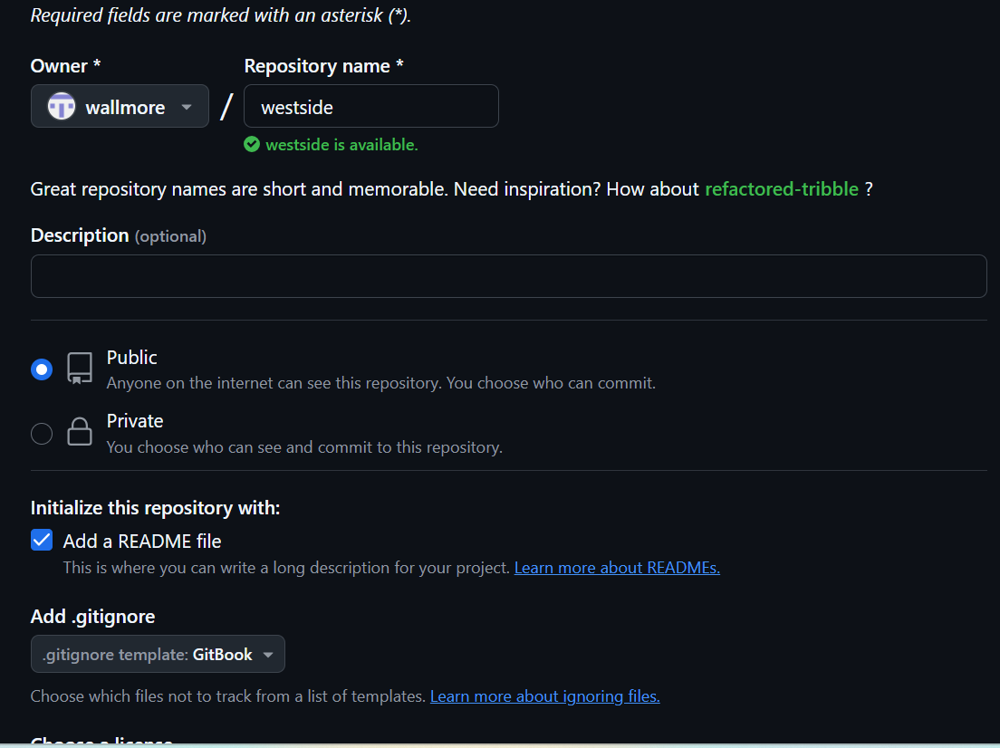 Required fields are marked with an asterisk (*).
Owner *
Repository name *
wallmore
/
westside
westside is available.
Great repository names are short and memorable. Need inspiration? How about refactored-tribble ?
Description (optional)
Public
Anyone on the internet can see this repository. You choose who can commit.
Private
You choose who can see and commit to this repository.
Initialize this repository with:
Add a README file
This is where you can write a long description for your project. Learn more about READMEs.
Add .gitignore
.gitignore template: GitBook
Choose which files not to track from a list of templates. Learn more about ignoring files.
Choose a license